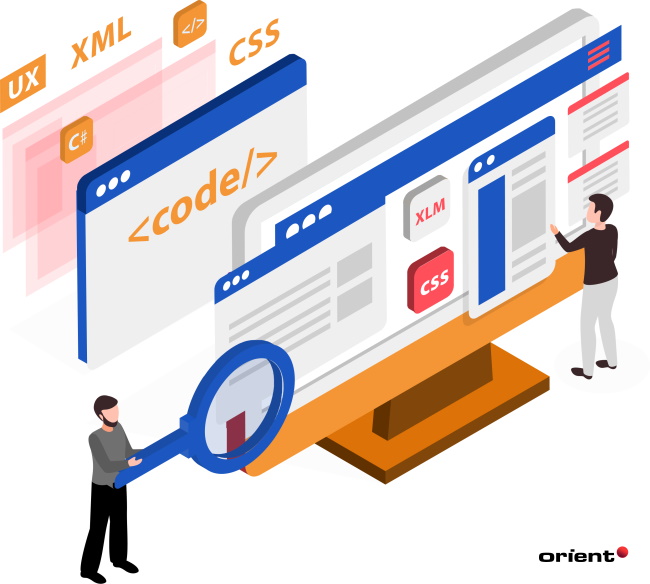 XML
</>
CSS
UX
C#
<code/>
XLM
CSS
orient